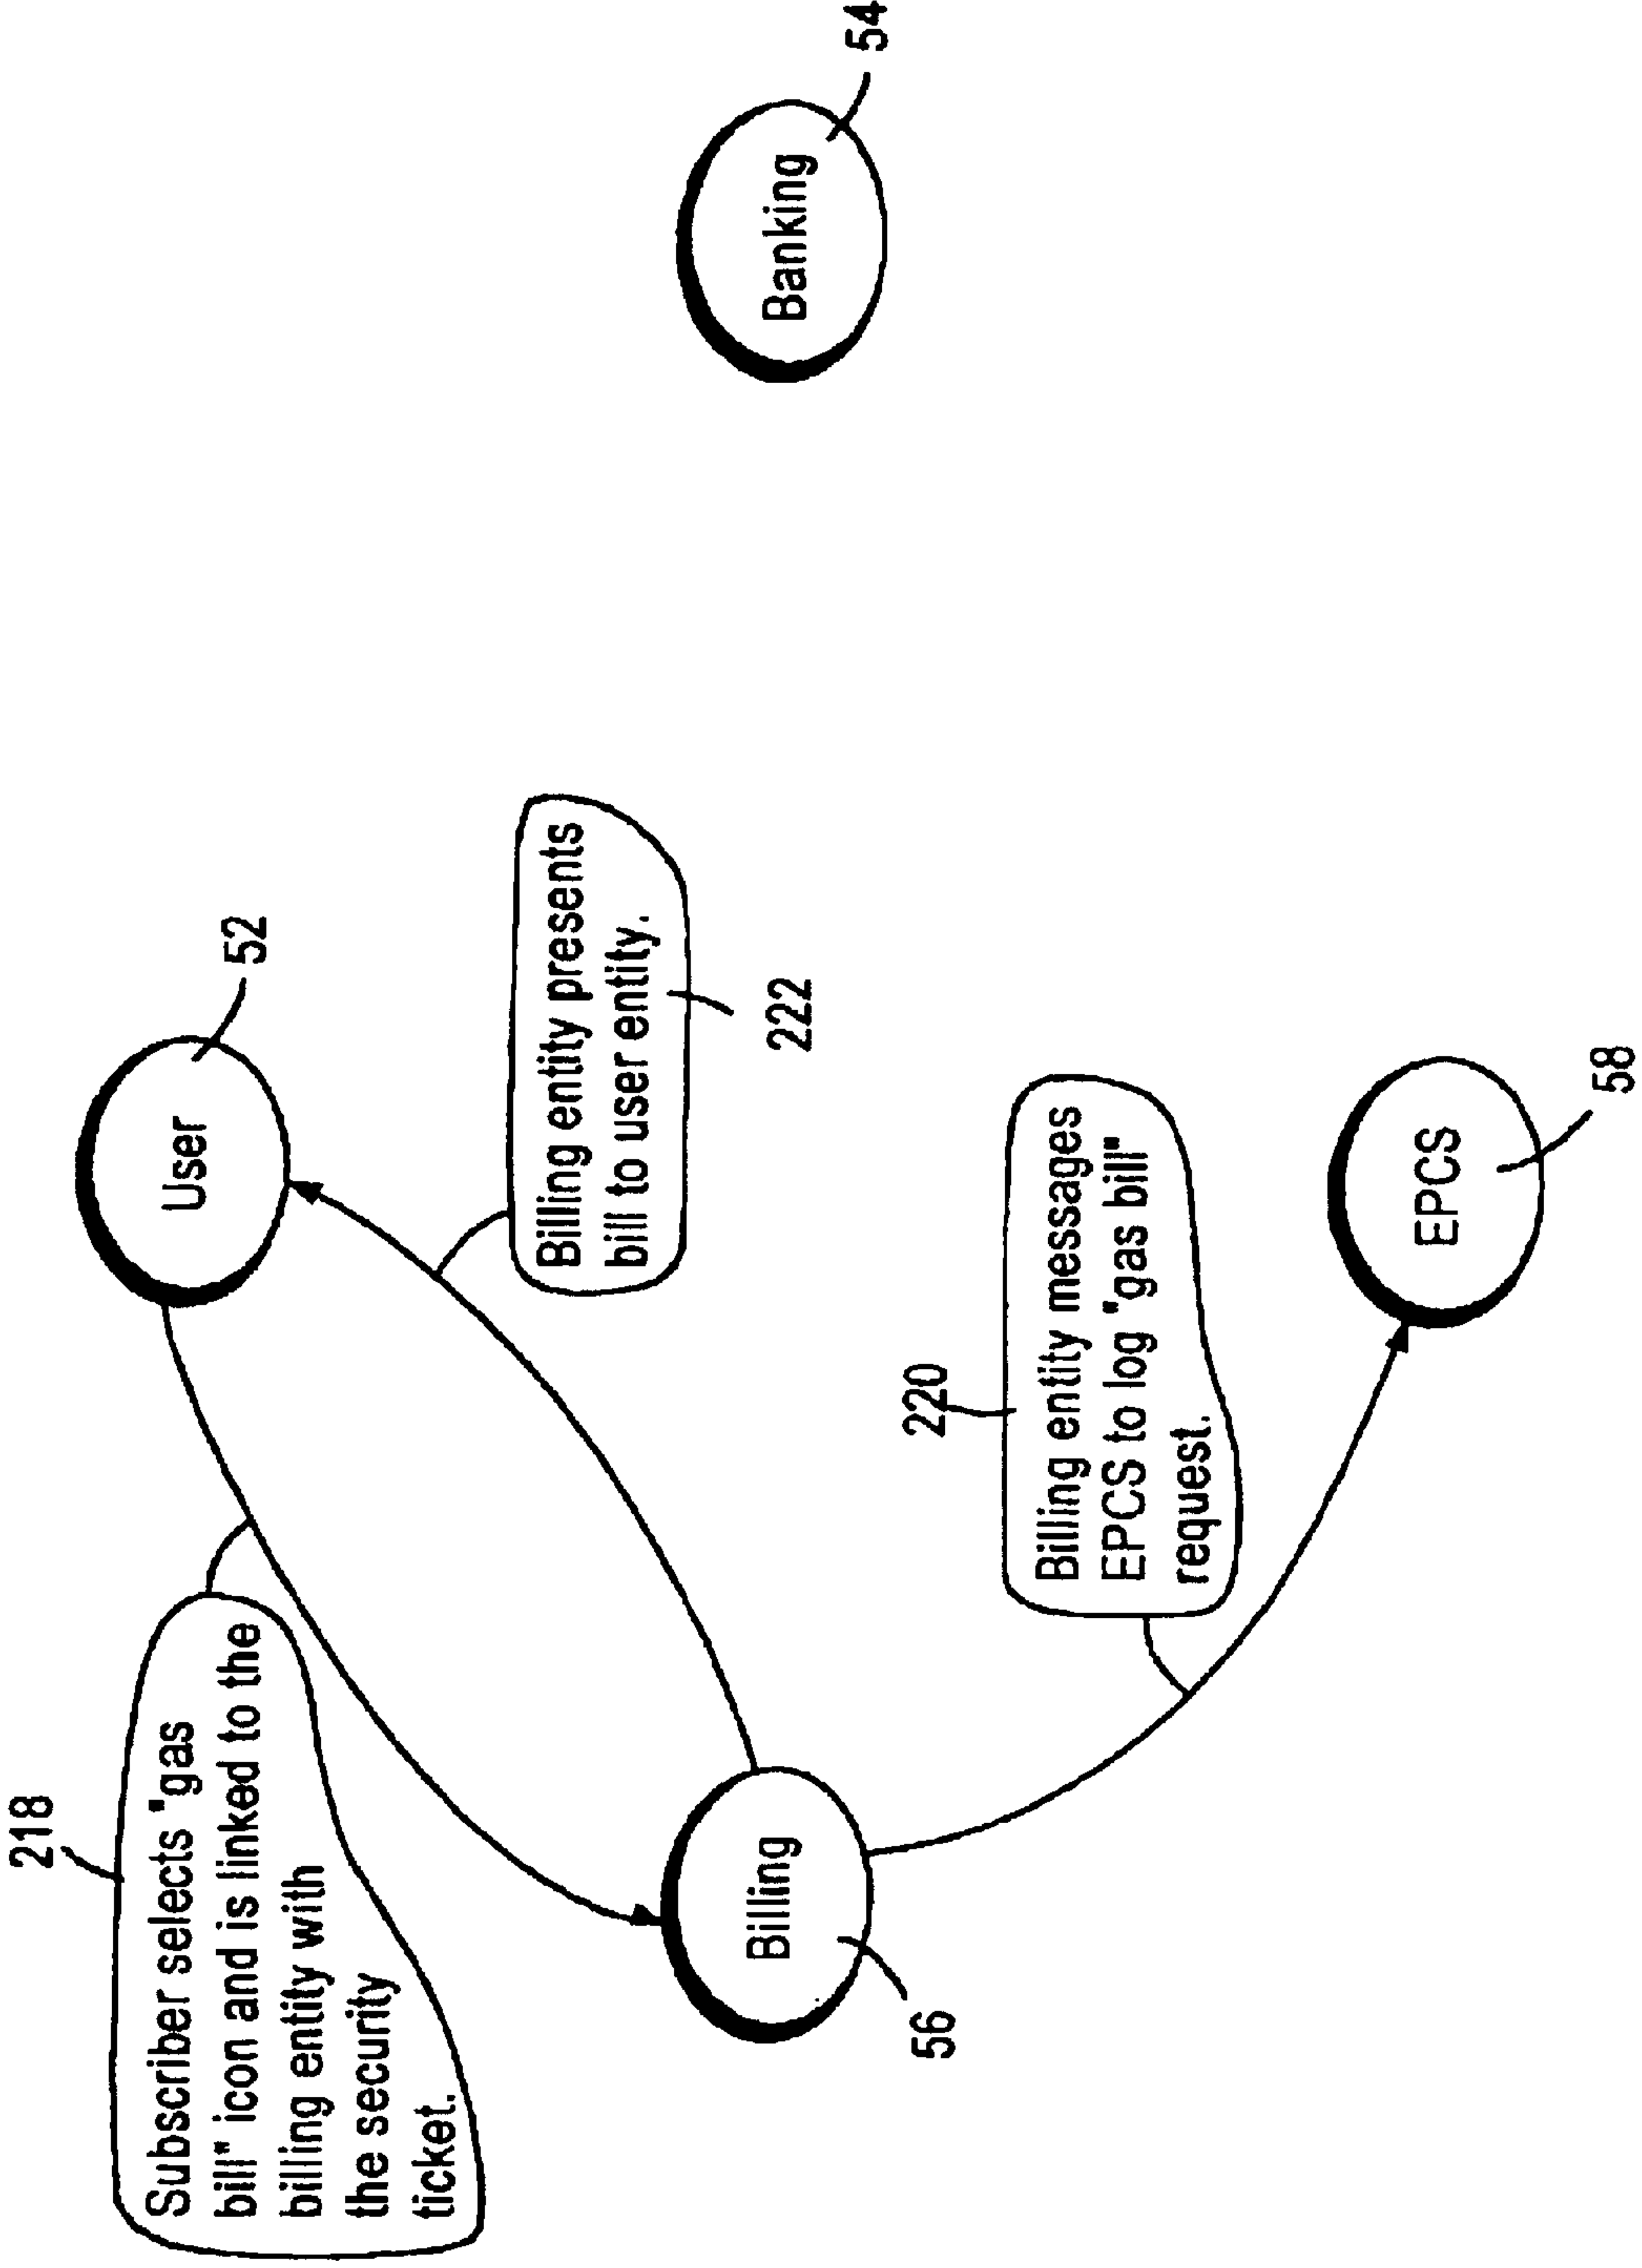 218
Subscriber selects "gas
bill" icon and is linked to the
billing entity with
the security
ticket.
User
52
Billing entity presents
bill to user entity.
222
Billing
56
Banking
54
220
Billing entity messages
EPCS to log "gas bill"
request.
EPCS
58